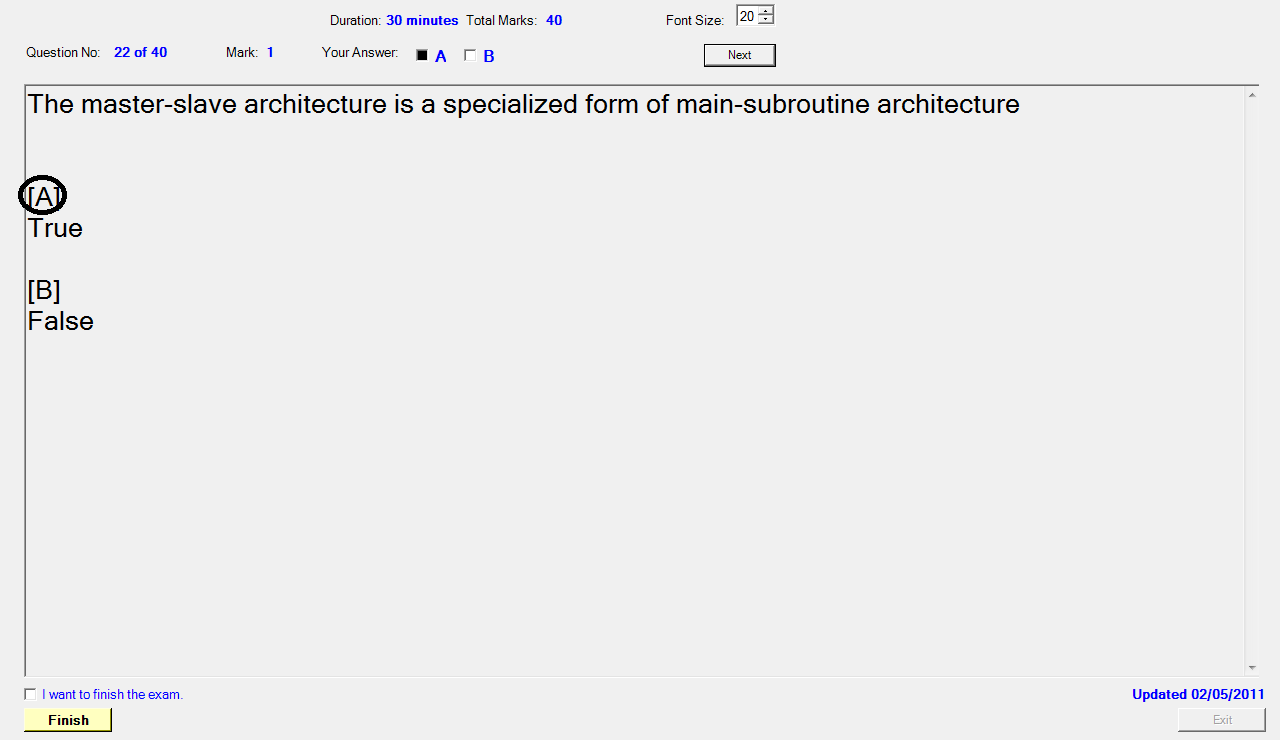 Duration: 30 minutes Total Marks: 40 Font Size: 20
Question No: 22 of 40 Mark: 1 Your Answer: A B Next
The master-slave architecture is a specialized form of main-subroutine architecture
[A]
True
[B]
False
I want to finish the exam. Updated 02/05/2011
Finish Exit